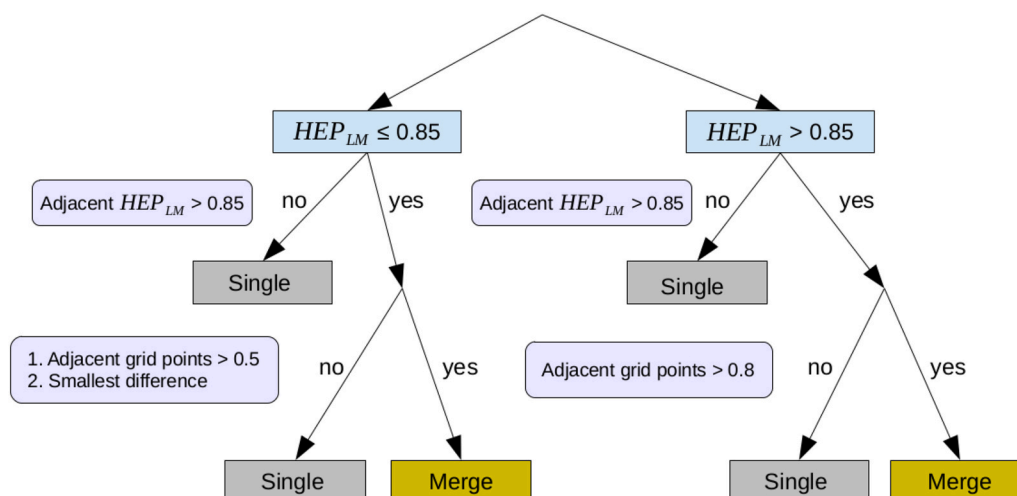 HEP_LM ≤ 0.85
HEP_LM > 0.85
Adjacent HEP_LM > 0.85
no
yes
Adjacent HEP_LM > 0.85
no
yes
Single
Single
1. Adjacent grid points > 0.5
2. Smallest difference
no
yes
Adjacent grid points > 0.8
no
yes
Single
Merge
Single
Merge